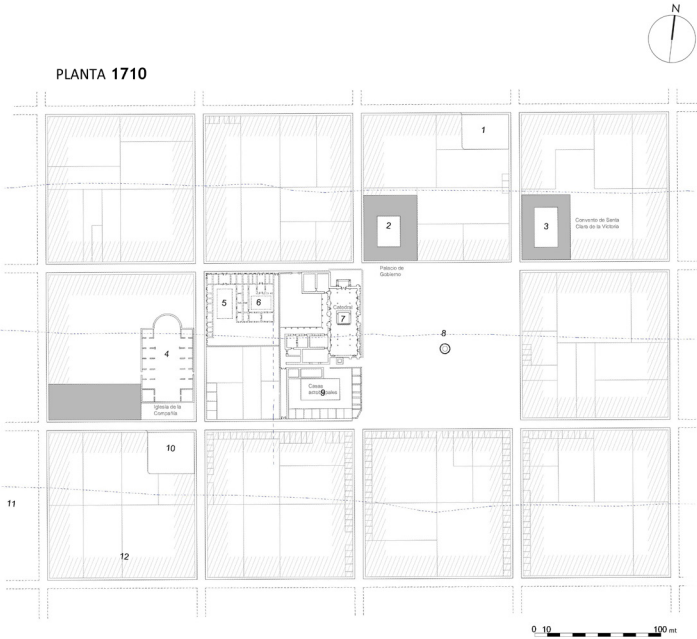 N
PLANTA 1710
1
2
3
Convento de Santa
Clara de la Victoria
Palacio de
Gobierno
5
6
Catedral
7
4
8
Casas
arzobispales
9
Iglesia de la
Compañía
10
11
12
0 10 100 mt